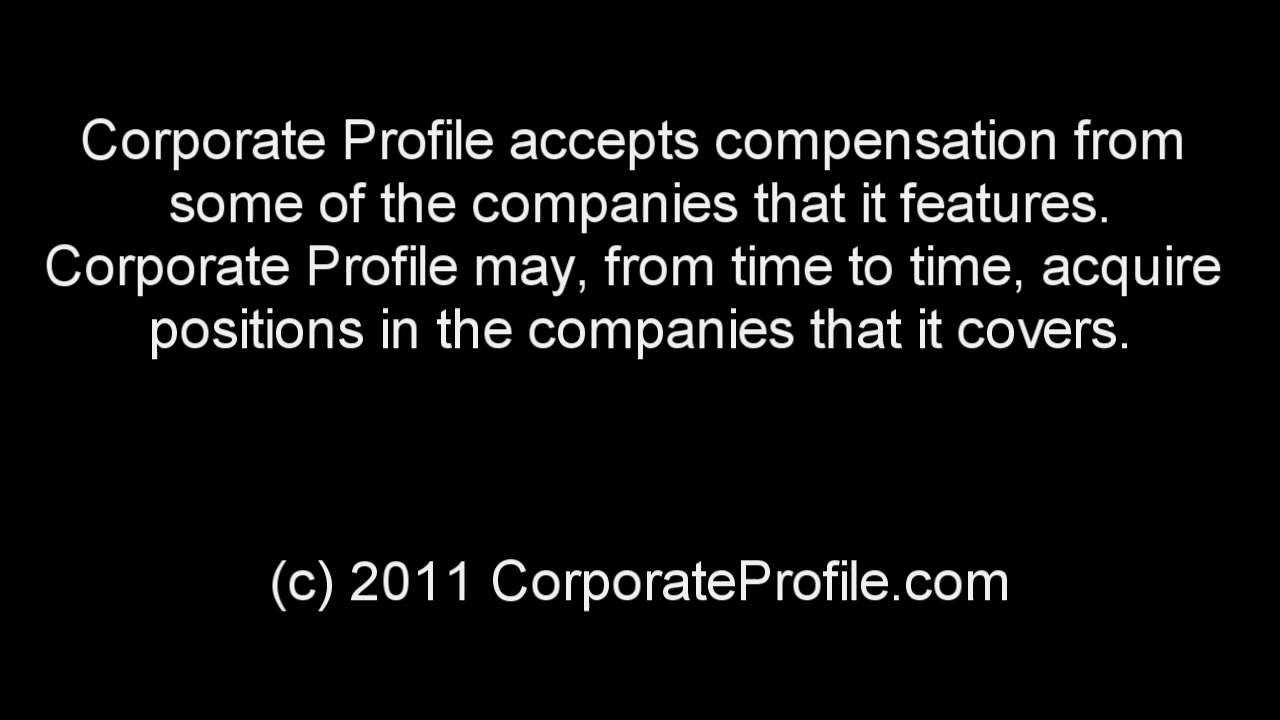 Corporate Profile accepts compensation from
some of the companies that it features.
Corporate Profile may, from time to time, acquire
positions in the companies that it covers.
(c) 2011 CorporateProfile.com